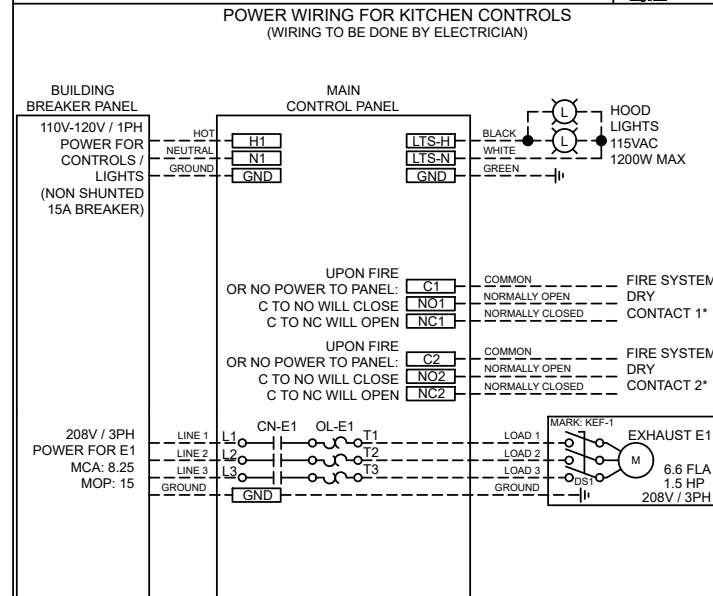 POWER WIRING FOR KITCHEN CONTROLS
(WIRING TO BE DONE BY ELECTRICIAN)
BUILDING
BREAKER PANEL
MAIN
CONTROL PANEL
110V-120V / 1PH
POWER FOR
CONTROLS /
LIGHTS
(NON SHUNTED
15A BREAKER)
HOT
NEUTRAL
GROUND
H1
N1
GND
LTS-H
LTS-N
GND
BLACK
WHITE
GREEN
L
L
HOOD
LIGHTS
115VAC
1200W MAX
UPON FIRE
OR NO POWER TO PANEL:
C TO NO WILL CLOSE
C TO NC WILL OPEN
C1
NO1
NC1
COMMON
NORMALLY OPEN
NORMALLY CLOSED
FIRE SYSTEM
DRY
CONTACT 1*
UPON FIRE
OR NO POWER TO PANEL:
C TO NO WILL CLOSE
C TO NC WILL OPEN
C2
NO2
NC2
COMMON
NORMALLY OPEN
NORMALLY CLOSED
FIRE SYSTEM
DRY
CONTACT 2*
208V / 3PH
POWER FOR E1
MCA: 8.25
MOP: 15
LINE 1
LINE 2
LINE 3
GROUND
L1
L2
L3
GND
CN-E1
OL-E1
T1
T2
T3
LOAD 1
LOAD 2
LOAD 3
GROUND
MARK: KEF-1
DS1
M
EXHAUST E1
6.6 FLA
1.5 HP
208V / 3PH